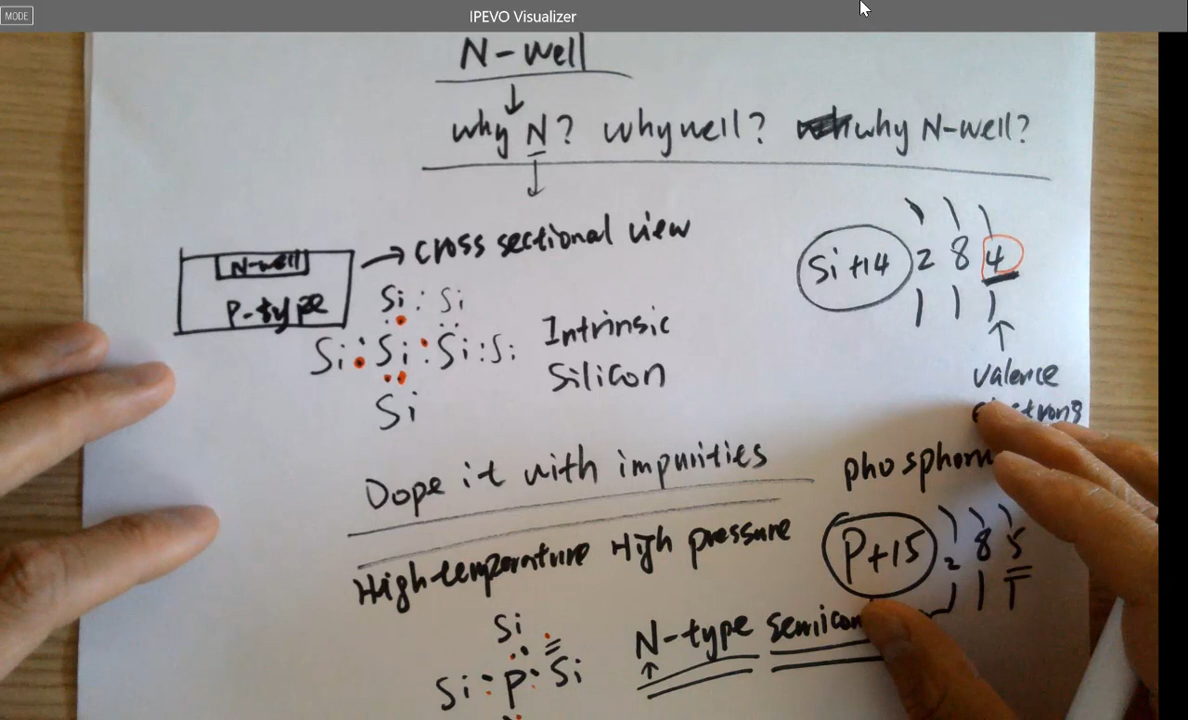 MODE
IPEVO Visualizer
N-well
why N? why well? why N-well?
cross sectional view
N-well
P-type
Si +14 2 8 4
Valence
Si : Si
Si : Si : Si : Si
Si
Intrinsic
Silicon
Dope it with impurities
High-temperature High pressure
P+15 2 8 5
N-type
Si
Si : P : Si